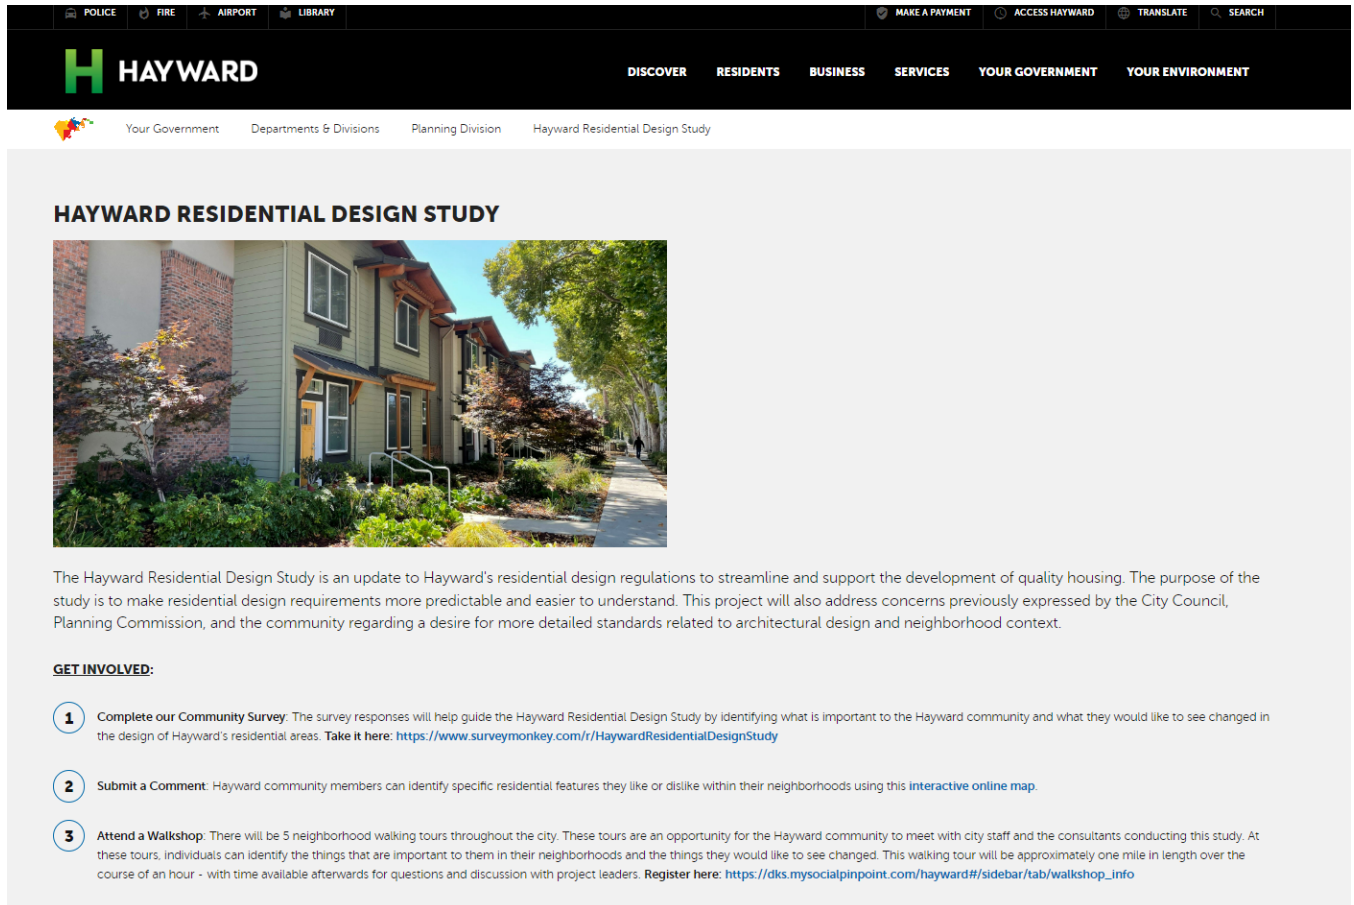 POLICE FIRE AIRPORT LIBRARY MAKE A PAYMENT ACCESS HAYWARD TRANSLATE SEARCH
H HAYWARD DISCOVER RESIDENTS BUSINESS SERVICES YOUR GOVERNMENT YOUR ENVIRONMENT
Your Government Departments & Divisions Planning Division Hayward Residential Design Study
HAYWARD RESIDENTIAL DESIGN STUDY
The Hayward Residential Design Study is an update to Hayward's residential design regulations to streamline and support the development of quality housing. The purpose of the
study is to make residential design requirements more predictable and easier to understand. This project will also address concerns previously expressed by the City Council,
Planning Commission, and the community regarding a desire for more detailed standards related to architectural design and neighborhood context.
GET INVOLVED:
1 Complete our Community Survey: The survey responses will help guide the Hayward Residential Design Study by identifying what is important to the Hayward community and what they would like to see changed in
the design of Hayward's residential areas. Take it here: https://www.surveymonkey.com/r/HaywardResidentialDesignStudy
2 Submit a Comment: Hayward community members can identify specific residential features they like or dislike within their neighborhoods using this interactive online map.
3 Attend a Walkshop: There will be 5 neighborhood walking tours throughout the city. These tours are an opportunity for the Hayward community to meet with city staff and the consultants conducting this study. At
these tours, individuals can identify the things that are important to them in their neighborhoods and the things they would like to see changed. This walking tour will be approximately one mile in length over the
course of an hour - with time available afterwards for questions and discussion with project leaders. Register here: https://dks.mysocialpinpoint.com/hayward#/sidebar/tab/walkshop_info